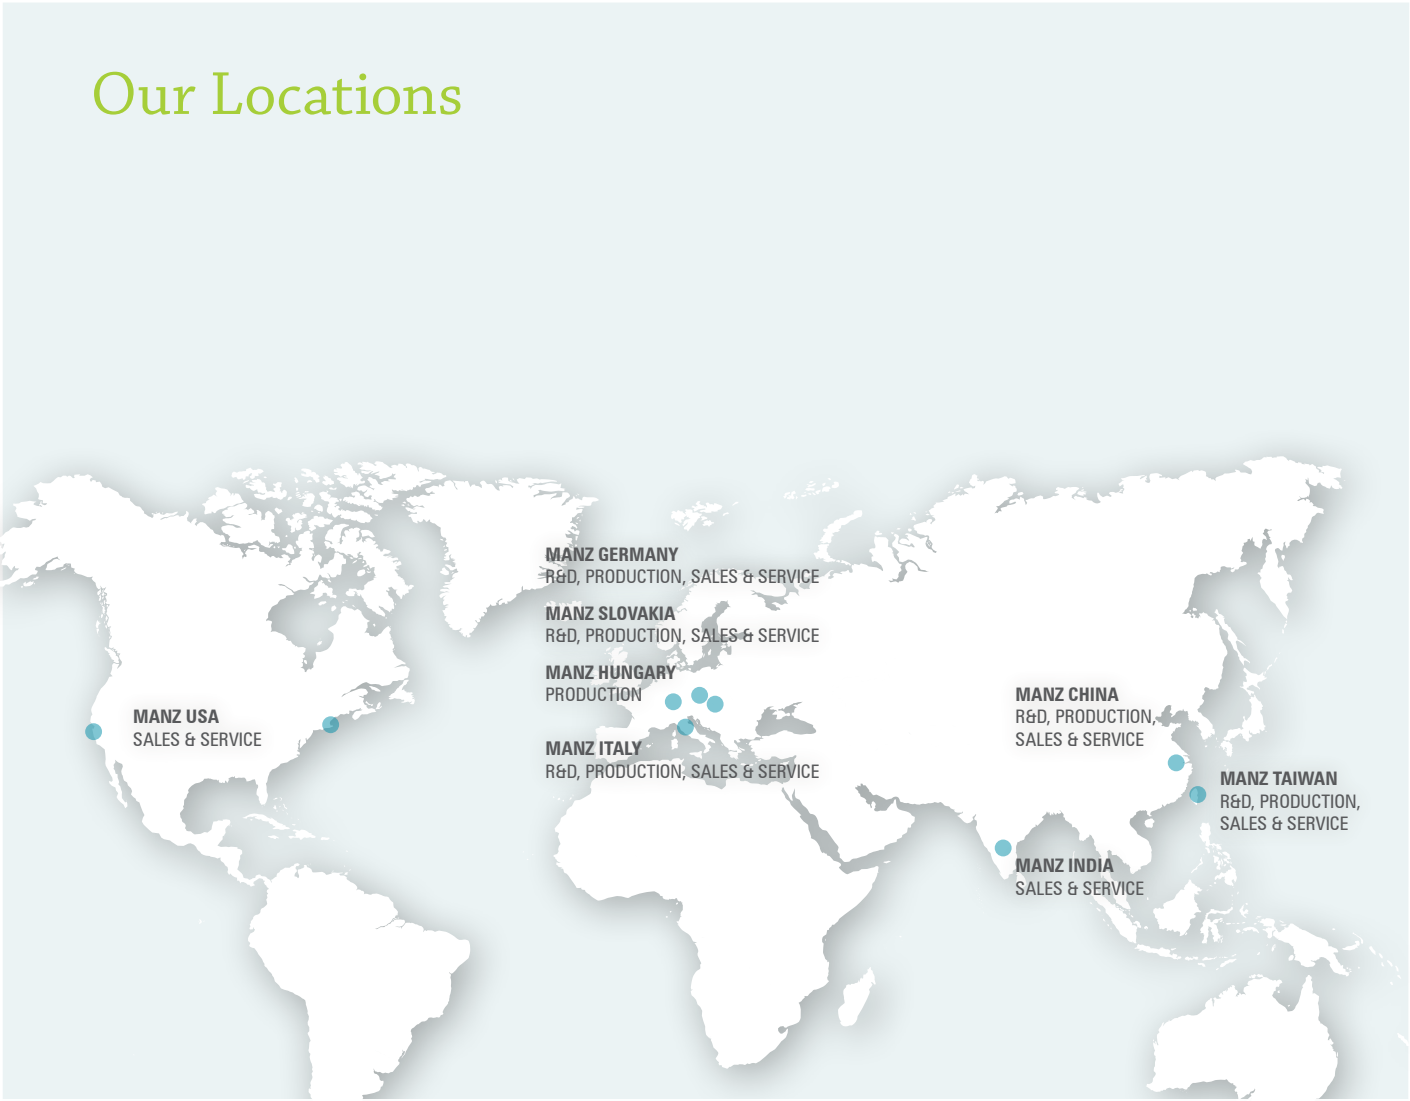 Our Locations
MANZ GERMANY
R&D, PRODUCTION, SALES & SERVICE
MANZ SLOVAKIA
R&D, PRODUCTION, SALES & SERVICE
MANZ HUNGARY
PRODUCTION
MANZ ITALY
R&D, PRODUCTION, SALES & SERVICE
MANZ USA
SALES & SERVICE
MANZ CHINA
R&D, PRODUCTION,
SALES & SERVICE
MANZ TAIWAN
R&D, PRODUCTION,
SALES & SERVICE
MANZ INDIA
SALES & SERVICE